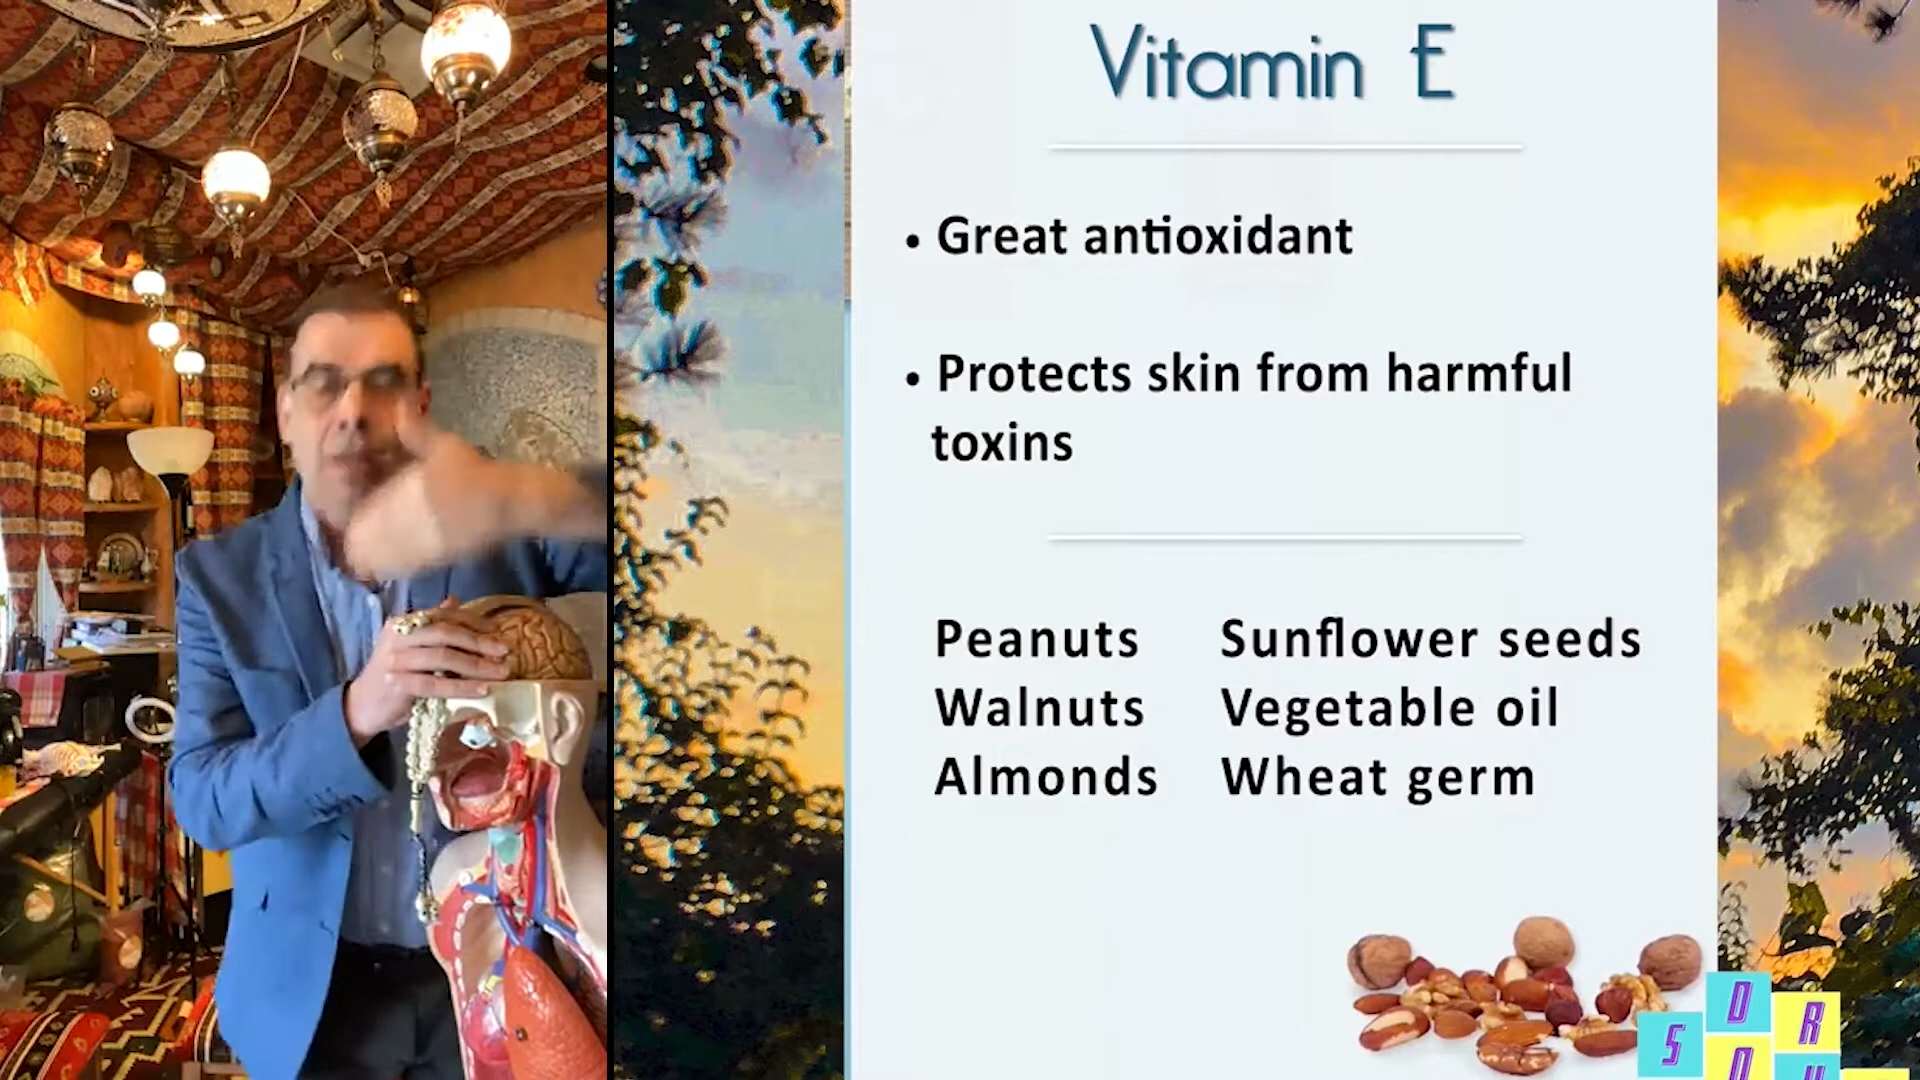 Vitamin E
• Great antioxidant
• Protects skin from harmful
toxins
Peanuts Sunflower seeds
Walnuts Vegetable oil
Almonds Wheat germ
D R
S